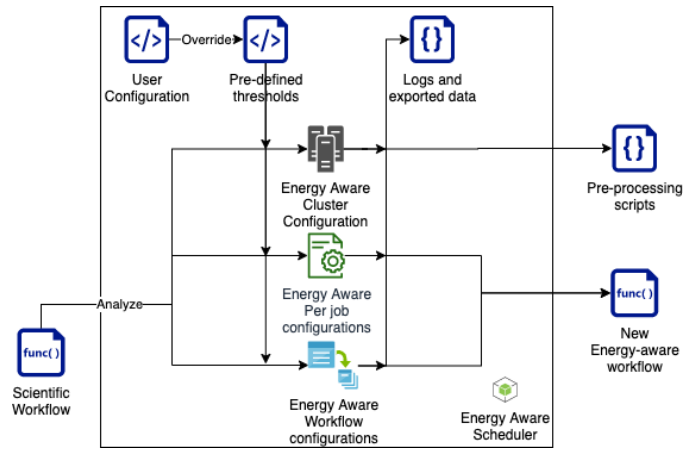 </>
Override
</>
{}
User
Configuration
Pre-defined
thresholds
Logs and
exported data
Energy Aware
Cluster
Configuration
{}
Pre-processing
scripts
Analyze
Energy Aware
Per job
configurations
func( )
New
Energy-aware
workflow
func( )
Scientific
Workflow
Energy Aware
Workflow
configurations
Energy Aware
Scheduler